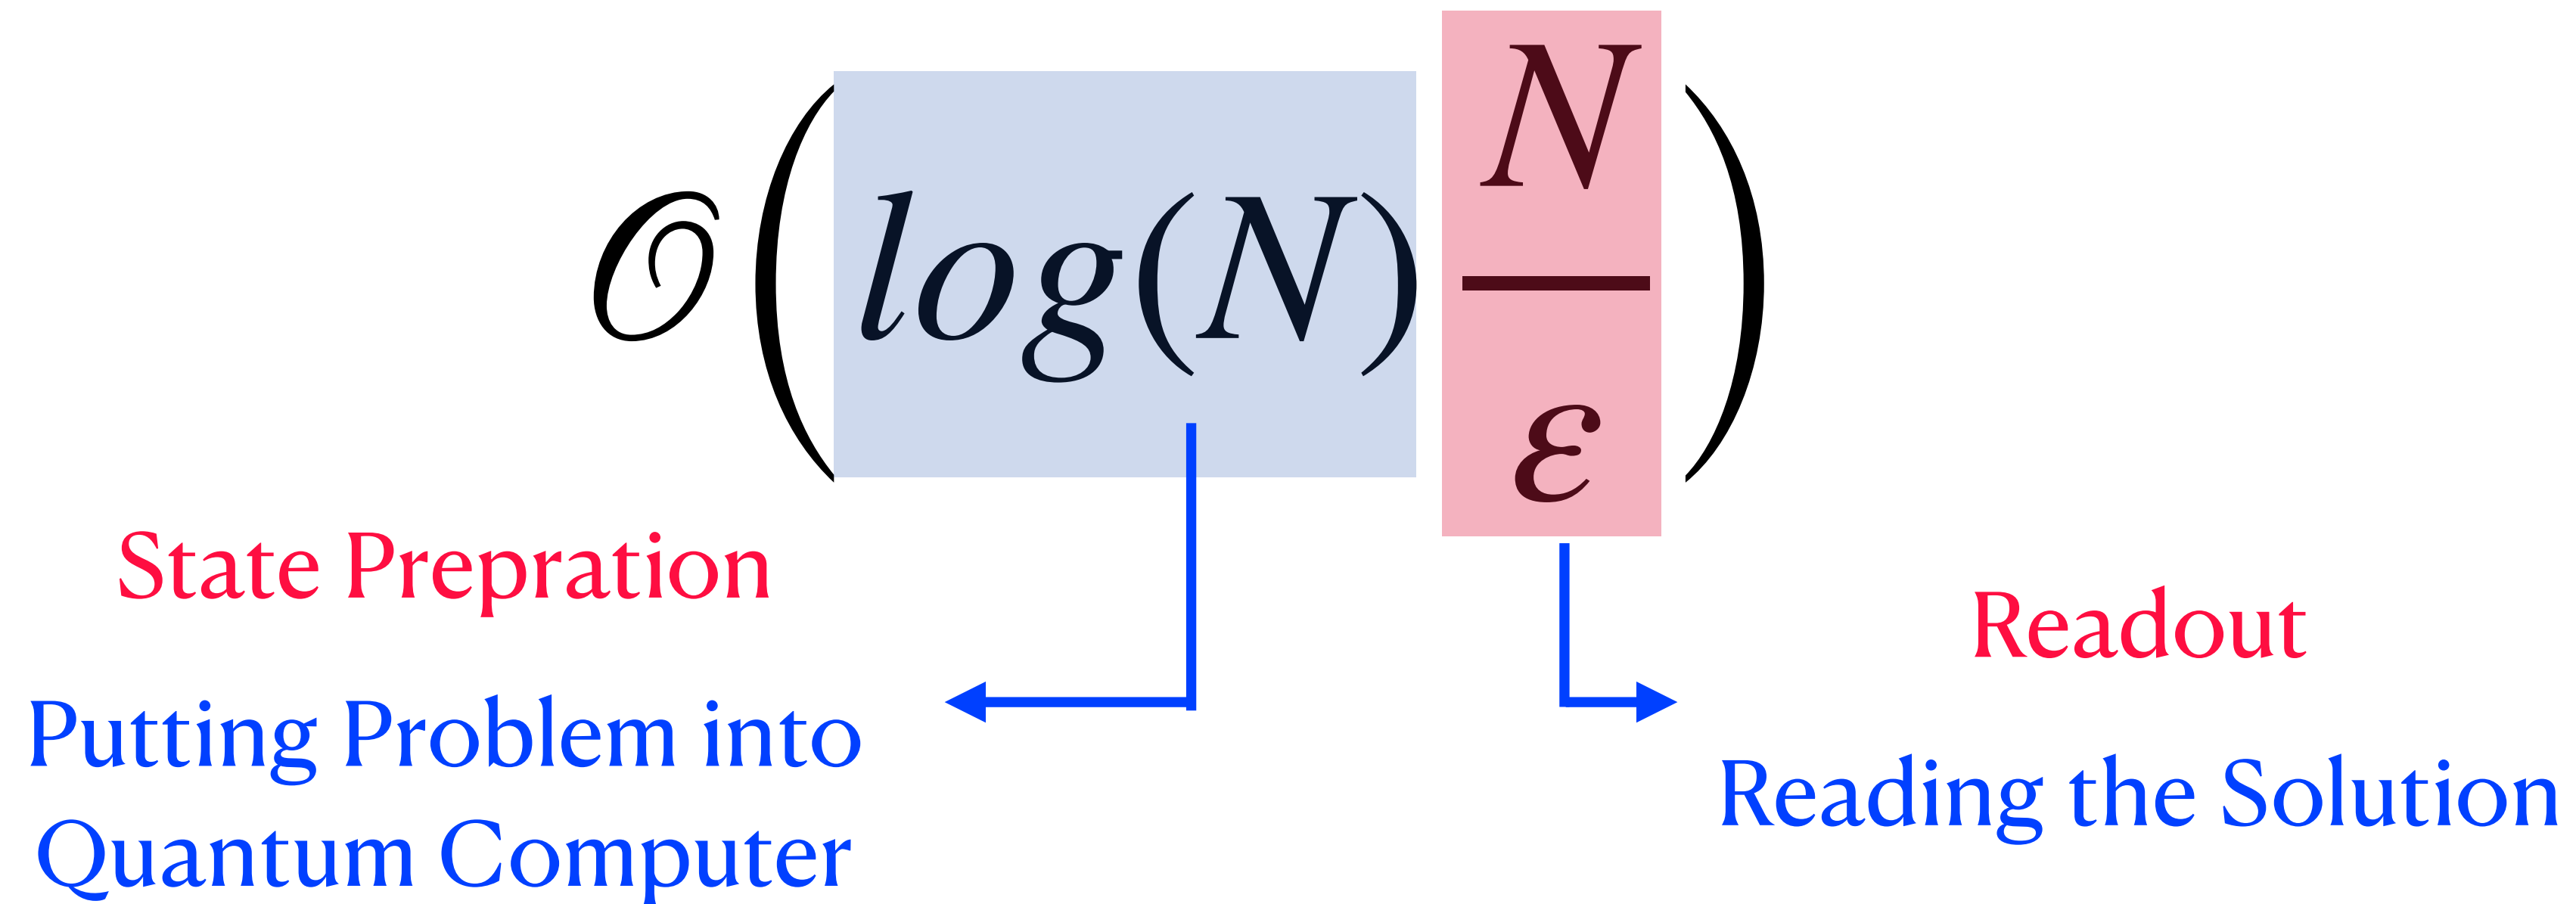 𝒪(log(N) N/ε)
State Prepration
Putting Problem into
Quantum Computer
Readout
Reading the Solution